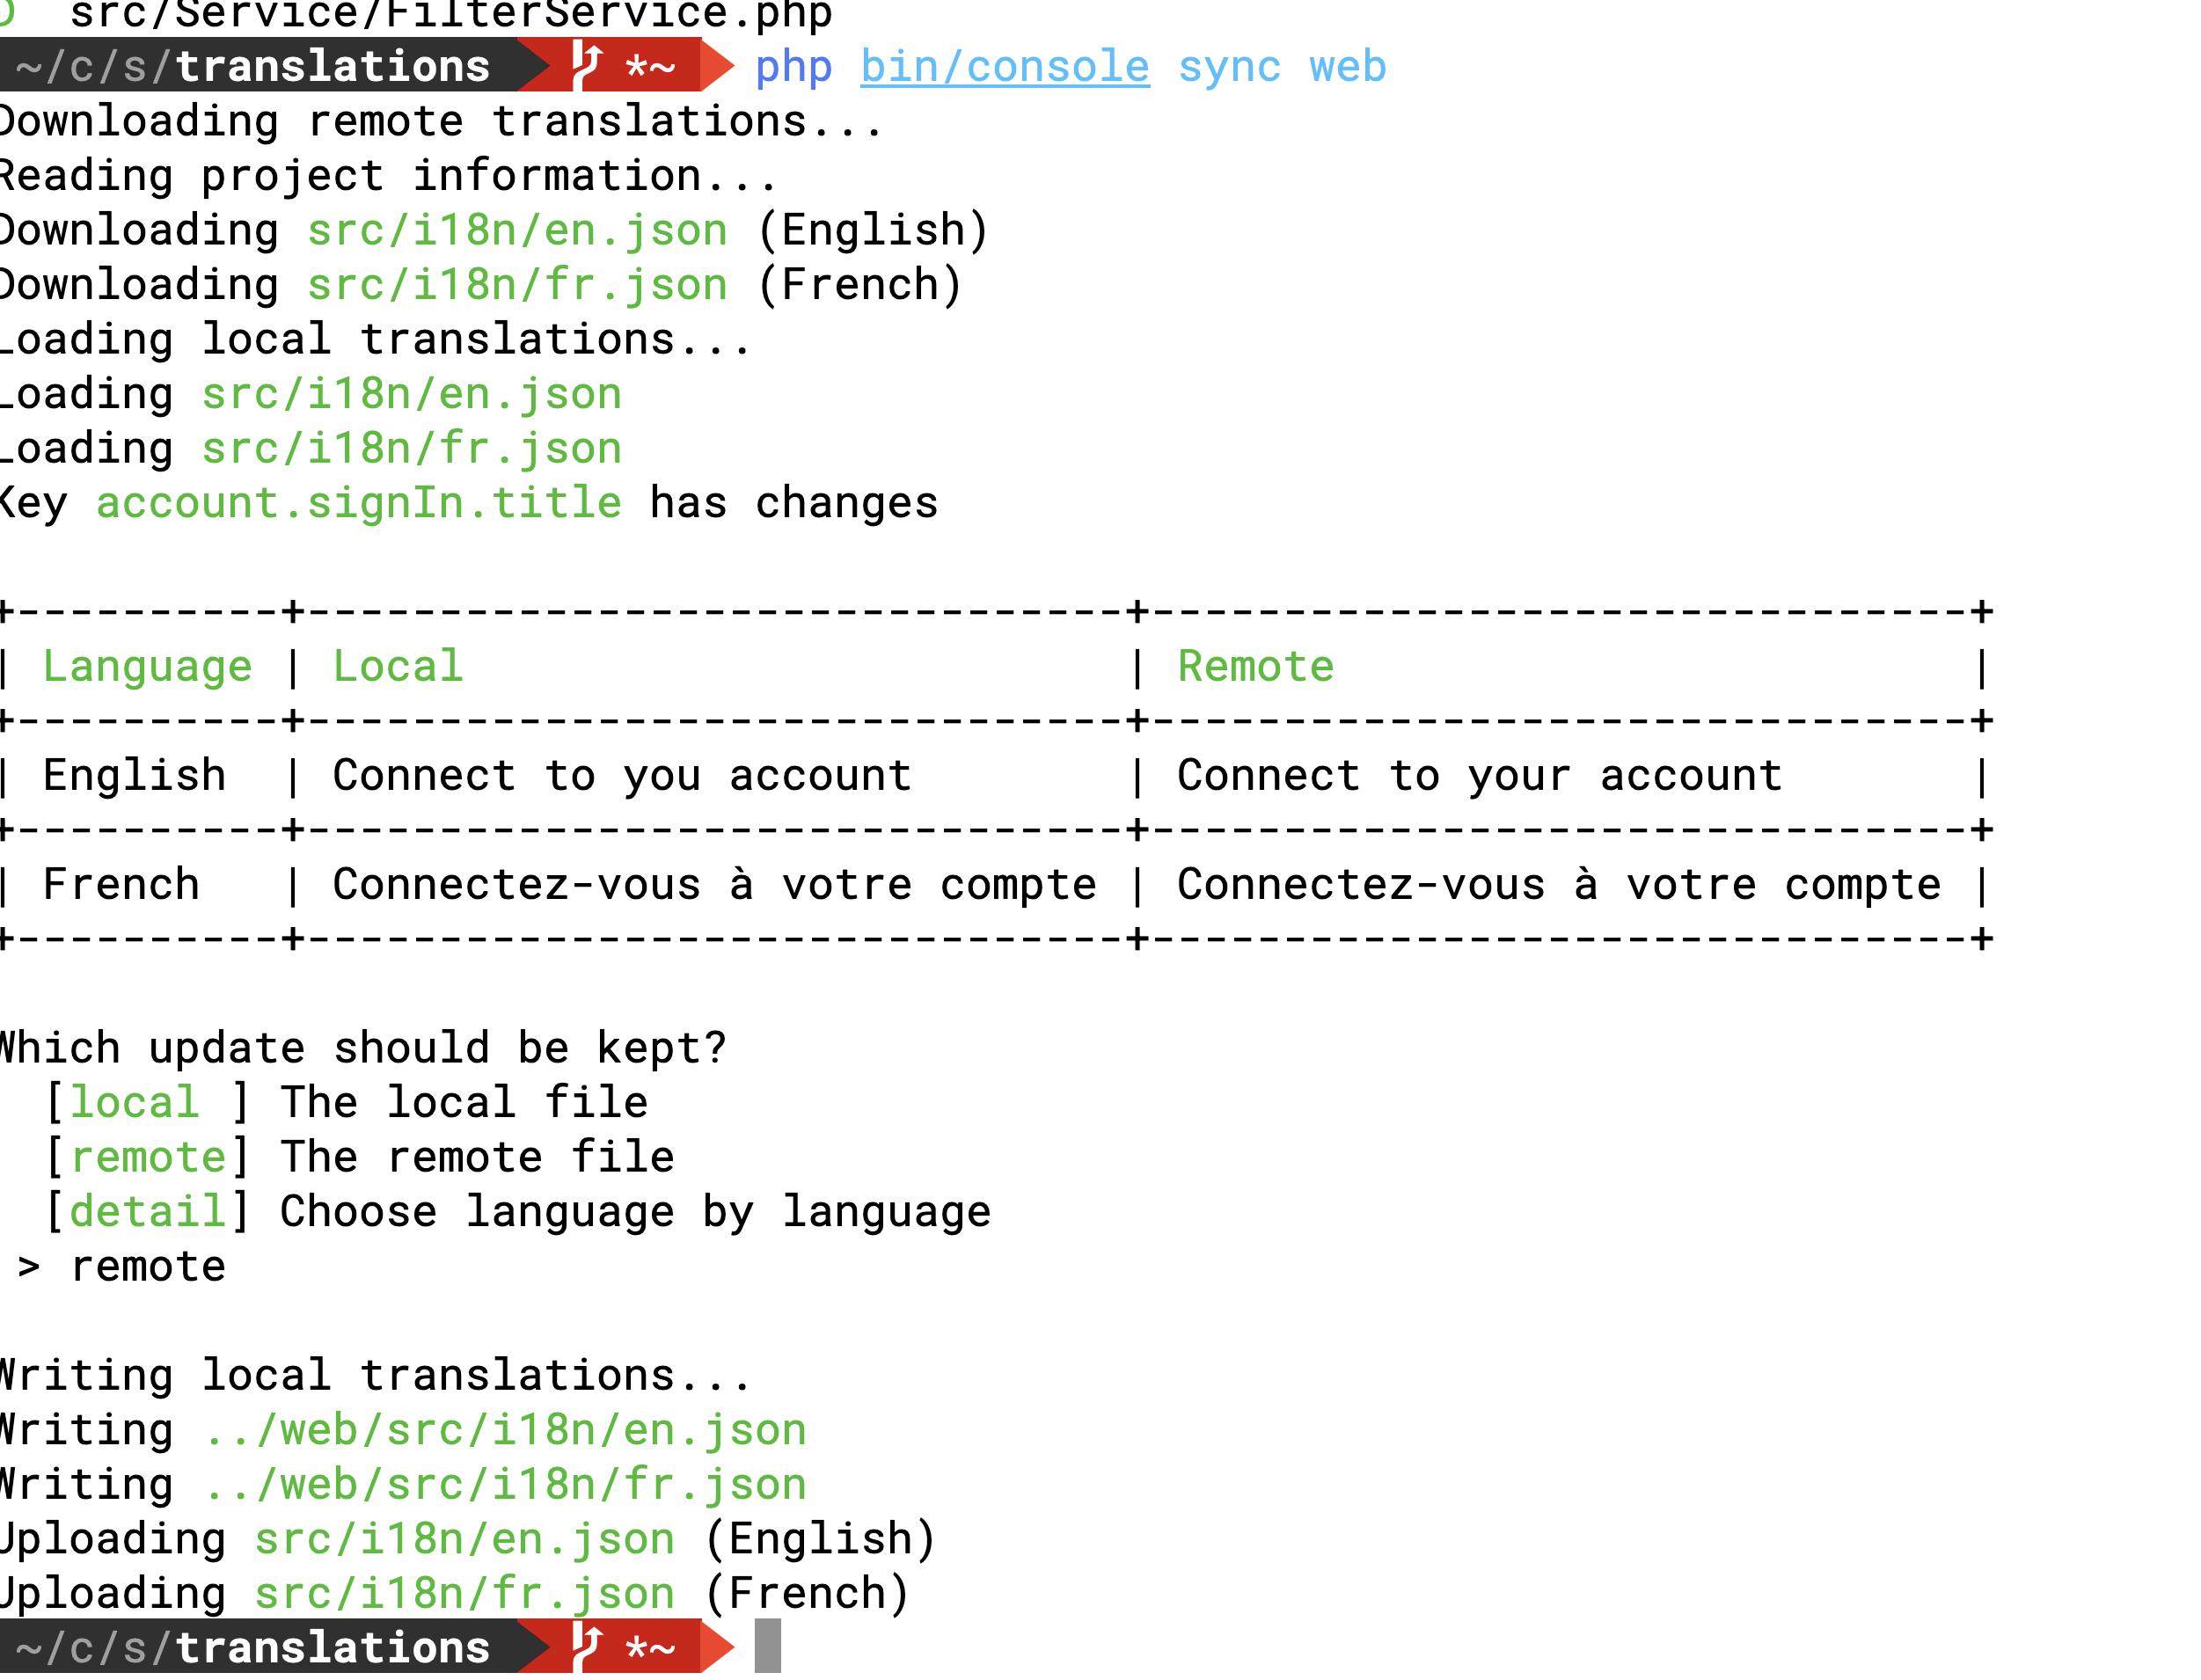 D  src/Service/FilterService.php
~/c/s/translations *~ php bin/console sync web
Downloading remote translations...
Reading project information...
Downloading src/i18n/en.json (English)
Downloading src/i18n/fr.json (French)
Loading local translations...
Loading src/i18n/en.json
Loading src/i18n/fr.json
Key account.signIn.title has changes
+----------+-------------------------------+-------------------------------+
| Language | Local                         | Remote                        |
+----------+-------------------------------+-------------------------------+
| English  | Connect to you account        | Connect to your account       |
+----------+-------------------------------+-------------------------------+
| French   | Connectez-vous à votre compte | Connectez-vous à votre compte |
+----------+-------------------------------+-------------------------------+
Which update should be kept?
[local ] The local file
[remote] The remote file
[detail] Choose language by language
> remote
Writing local translations...
Writing ../web/src/i18n/en.json
Writing ../web/src/i18n/fr.json
Uploading src/i18n/en.json (English)
Uploading src/i18n/fr.json (French)
~/c/s/translations *~